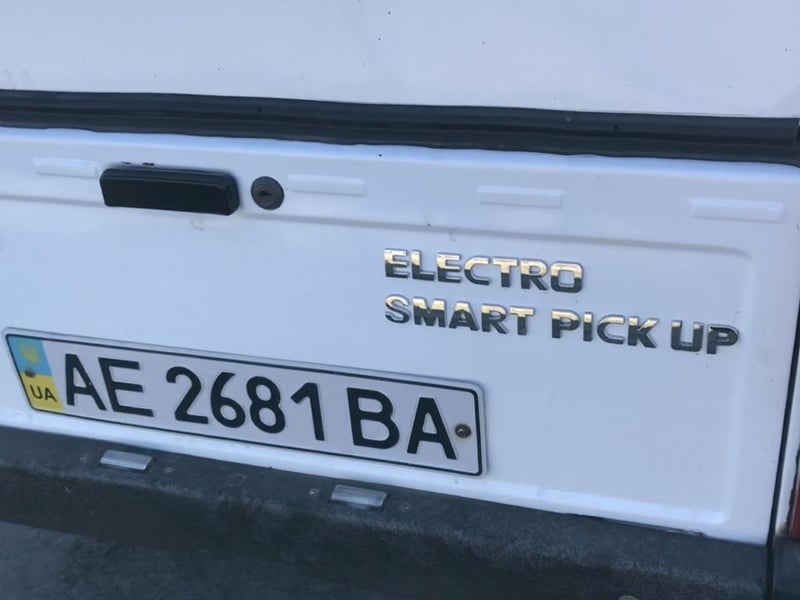 ELECTRO
SMART PICK UP
UA AE 2681 BA